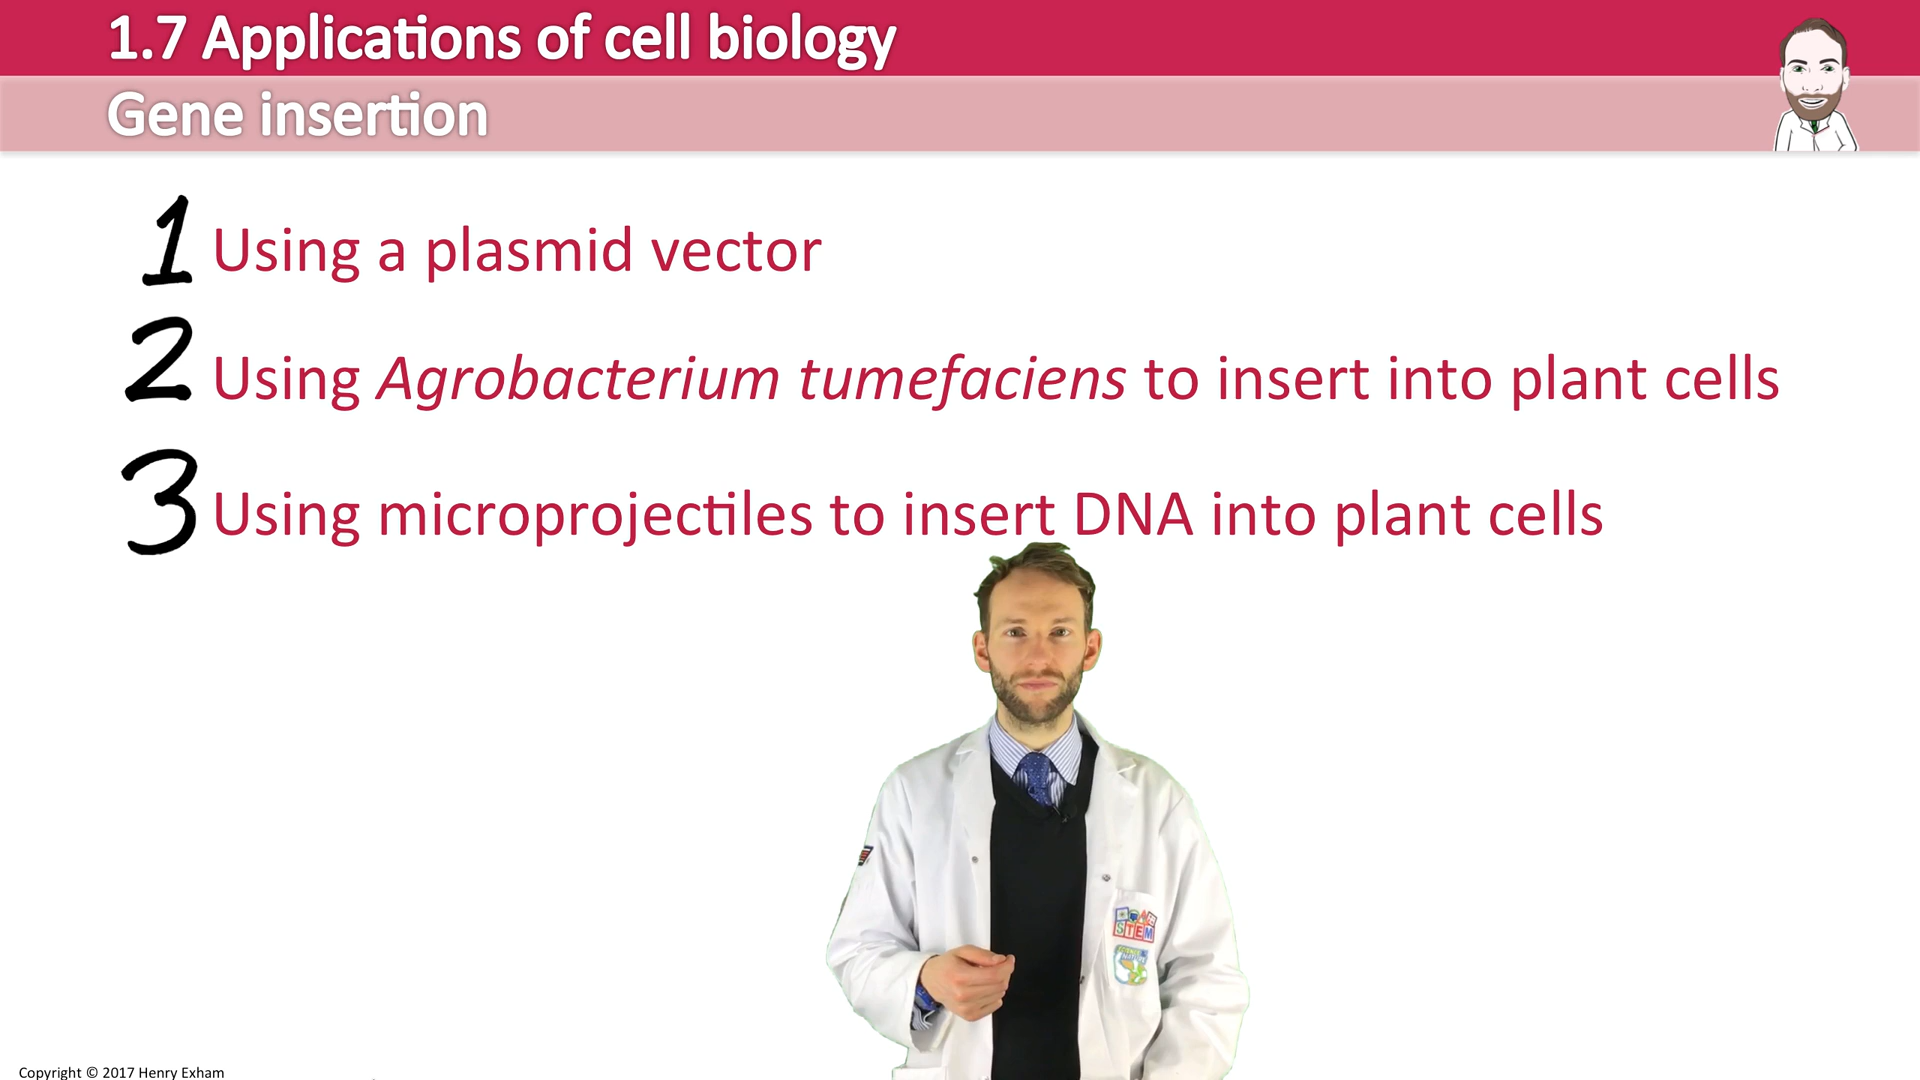 1.7 Applications of cell biology
Gene insertion
1 Using a plasmid vector
2 Using Agrobacterium tumefaciens to insert into plant cells
3 Using microprojectiles to insert DNA into plant cells
STEM
Copyright © 2017 Henry Exham